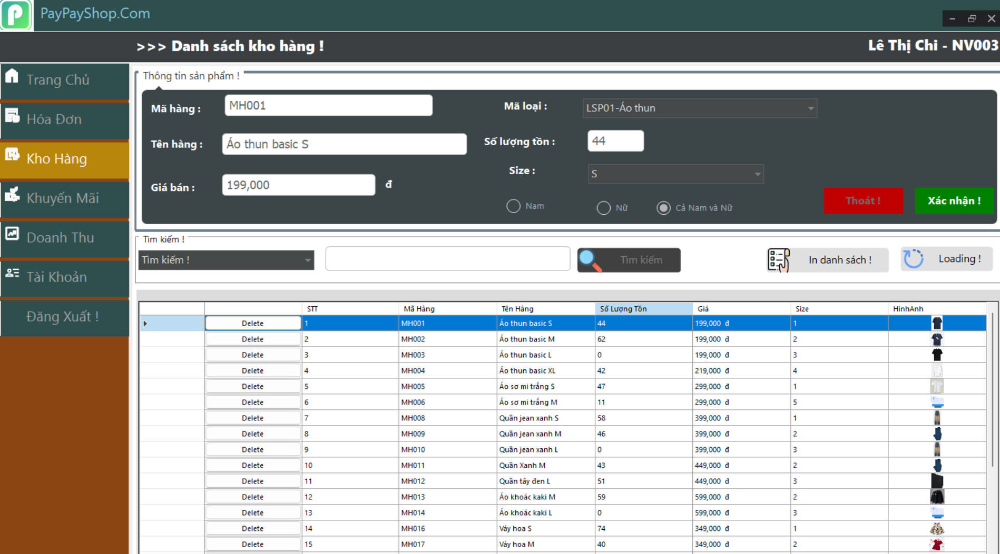 PayPayShop.Com
>>> Danh sách kho hàng !
Lê Thị Chi - NV003
Trang Chủ
Hóa Đơn
Kho Hàng
Khuyến Mãi
Doanh Thu
Tài Khoản
Đăng Xuất !
Thông tin sản phẩm !
Mã hàng : MH001
Mã loại : LSP01-Áo thun
Tên hàng : Áo thun basic S
Số lượng tồn : 44
Size : S
Giá bán : 199,000 đ
Nam Nữ Cả Nam và Nữ
Thoát ! Xác nhận !
Tìm kiếm !
Tìm kiếm ! Tìm kiếm In danh sách ! Loading !
STT Mã Hàng Tên Hàng Số Lượng Tồn Giá Size HinhAnh
Delete 1 MH001 Áo thun basic S 44 199,000 đ 1
Delete 2 MH002 Áo thun basic M 62 199,000 đ 2
Delete 3 MH003 Áo thun basic L 0 199,000 đ 3
Delete 4 MH004 Áo thun basic XL 42 219,000 đ 4
Delete 5 MH005 Áo sơ mi trắng S 47 299,000 đ 1
Delete 6 MH006 Áo sơ mi trắng M 11 299,000 đ 5
Delete 7 MH008 Quần jean xanh S 58 399,000 đ 1
Delete 8 MH009 Quần jean xanh M 46 399,000 đ 2
Delete 9 MH010 Quần jean xanh L 0 399,000 đ 3
Delete 10 MH011 Quần Xanh M 43 449,000 đ 2
Delete 11 MH012 Quần tây đen L 51 449,000 đ 3
Delete 12 MH013 Áo khoác kaki M 59 599,000 đ 2
Delete 13 MH014 Áo khoác kaki L 0 599,000 đ 3
Delete 14 MH016 Váy hoa S 74 349,000 đ 1
Delete 15 MH017 Váy hoa M 40 349,000 đ 2